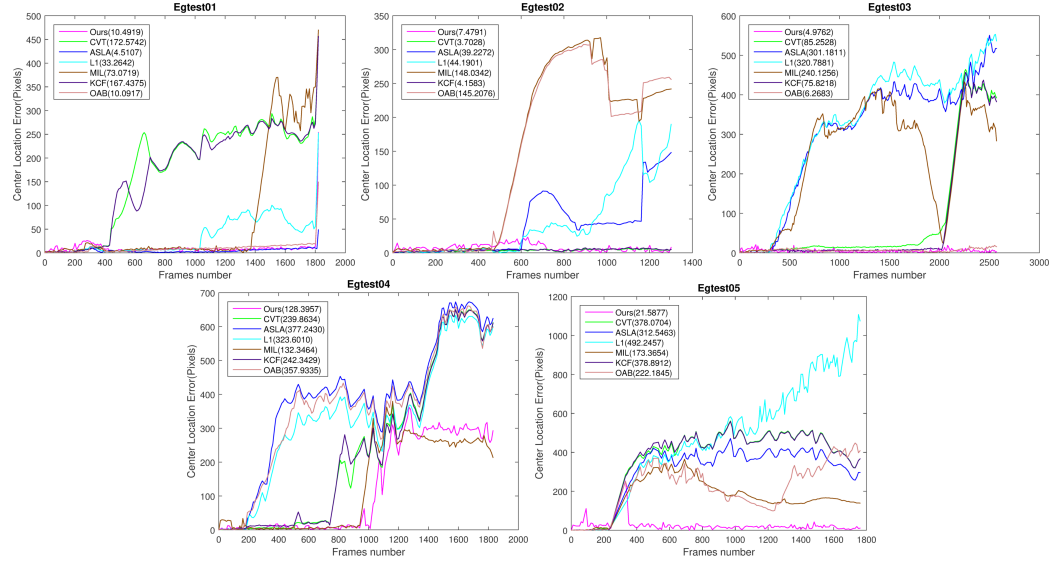 Egtest01
Center Location Error(Pixels)
500
450
400
350
300
250
200
150
100
50
0
Ours(10.4919)
CVT(172.5742)
ASLA(4.5107)
L1(33.2642)
MIL(73.0719)
KCF(167.4375)
OAB(10.0917)
0 200 400 600 800 1000 1200 1400 1600 1800 2000
Frames number
Egtest02
Center Location Error(Pixels)
350
300
250
200
150
100
50
0
Ours(7.4791)
CVT(3.7028)
ASLA(39.2272)
L1(44.1901)
MIL(148.0342)
KCF(4.1583)
OAB(145.2076)
0 200 400 600 800 1000 1200 1400
Frames number
Egtest03
Center Location Error(Pixels)
600
500
400
300
200
100
0
Ours(4.9762)
CVT(85.2528)
ASLA(301.1811)
L1(320.7881)
MIL(240.1256)
KCF(75.8218)
OAB(6.2683)
0 500 1000 1500 2000 2500 3000
Frames number
Egtest04
Center Location Error(Pixels)
700
600
500
400
300
200
100
0
Ours(128.3957)
CVT(239.8634)
ASLA(377.2430)
L1(323.6010)
MIL(132.3464)
KCF(242.3429)
OAB(357.9335)
0 200 400 600 800 1000 1200 1400 1600 1800 2000
Frames number
Egtest05
Center Location Error(Pixels)
1200
1000
800
600
400
200
0
Ours(21.5877)
CVT(378.0704)
ASLA(312.5463)
L1(492.2457)
MIL(173.3654)
KCF(378.8912)
OAB(222.1845)
0 200 400 600 800 1000 1200 1400 1600 1800
Frames number